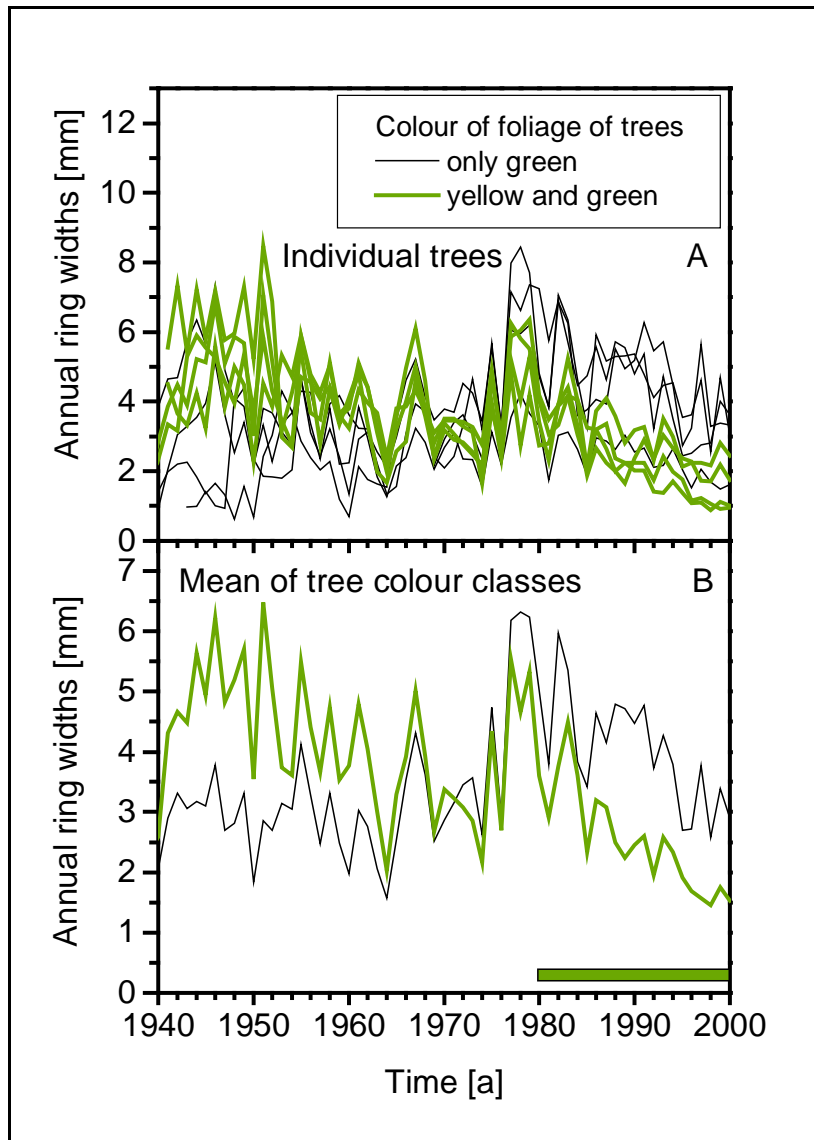 Annual ring widths [mm]
12
10
8
6
4
2
0
Colour of foliage of trees
only green
yellow and green
Individual trees
A
Annual ring widths [mm]
7
6
5
4
3
2
1
0
Mean of tree colour classes
B
1940 1950 1960 1970 1980 1990 2000
Time [a]